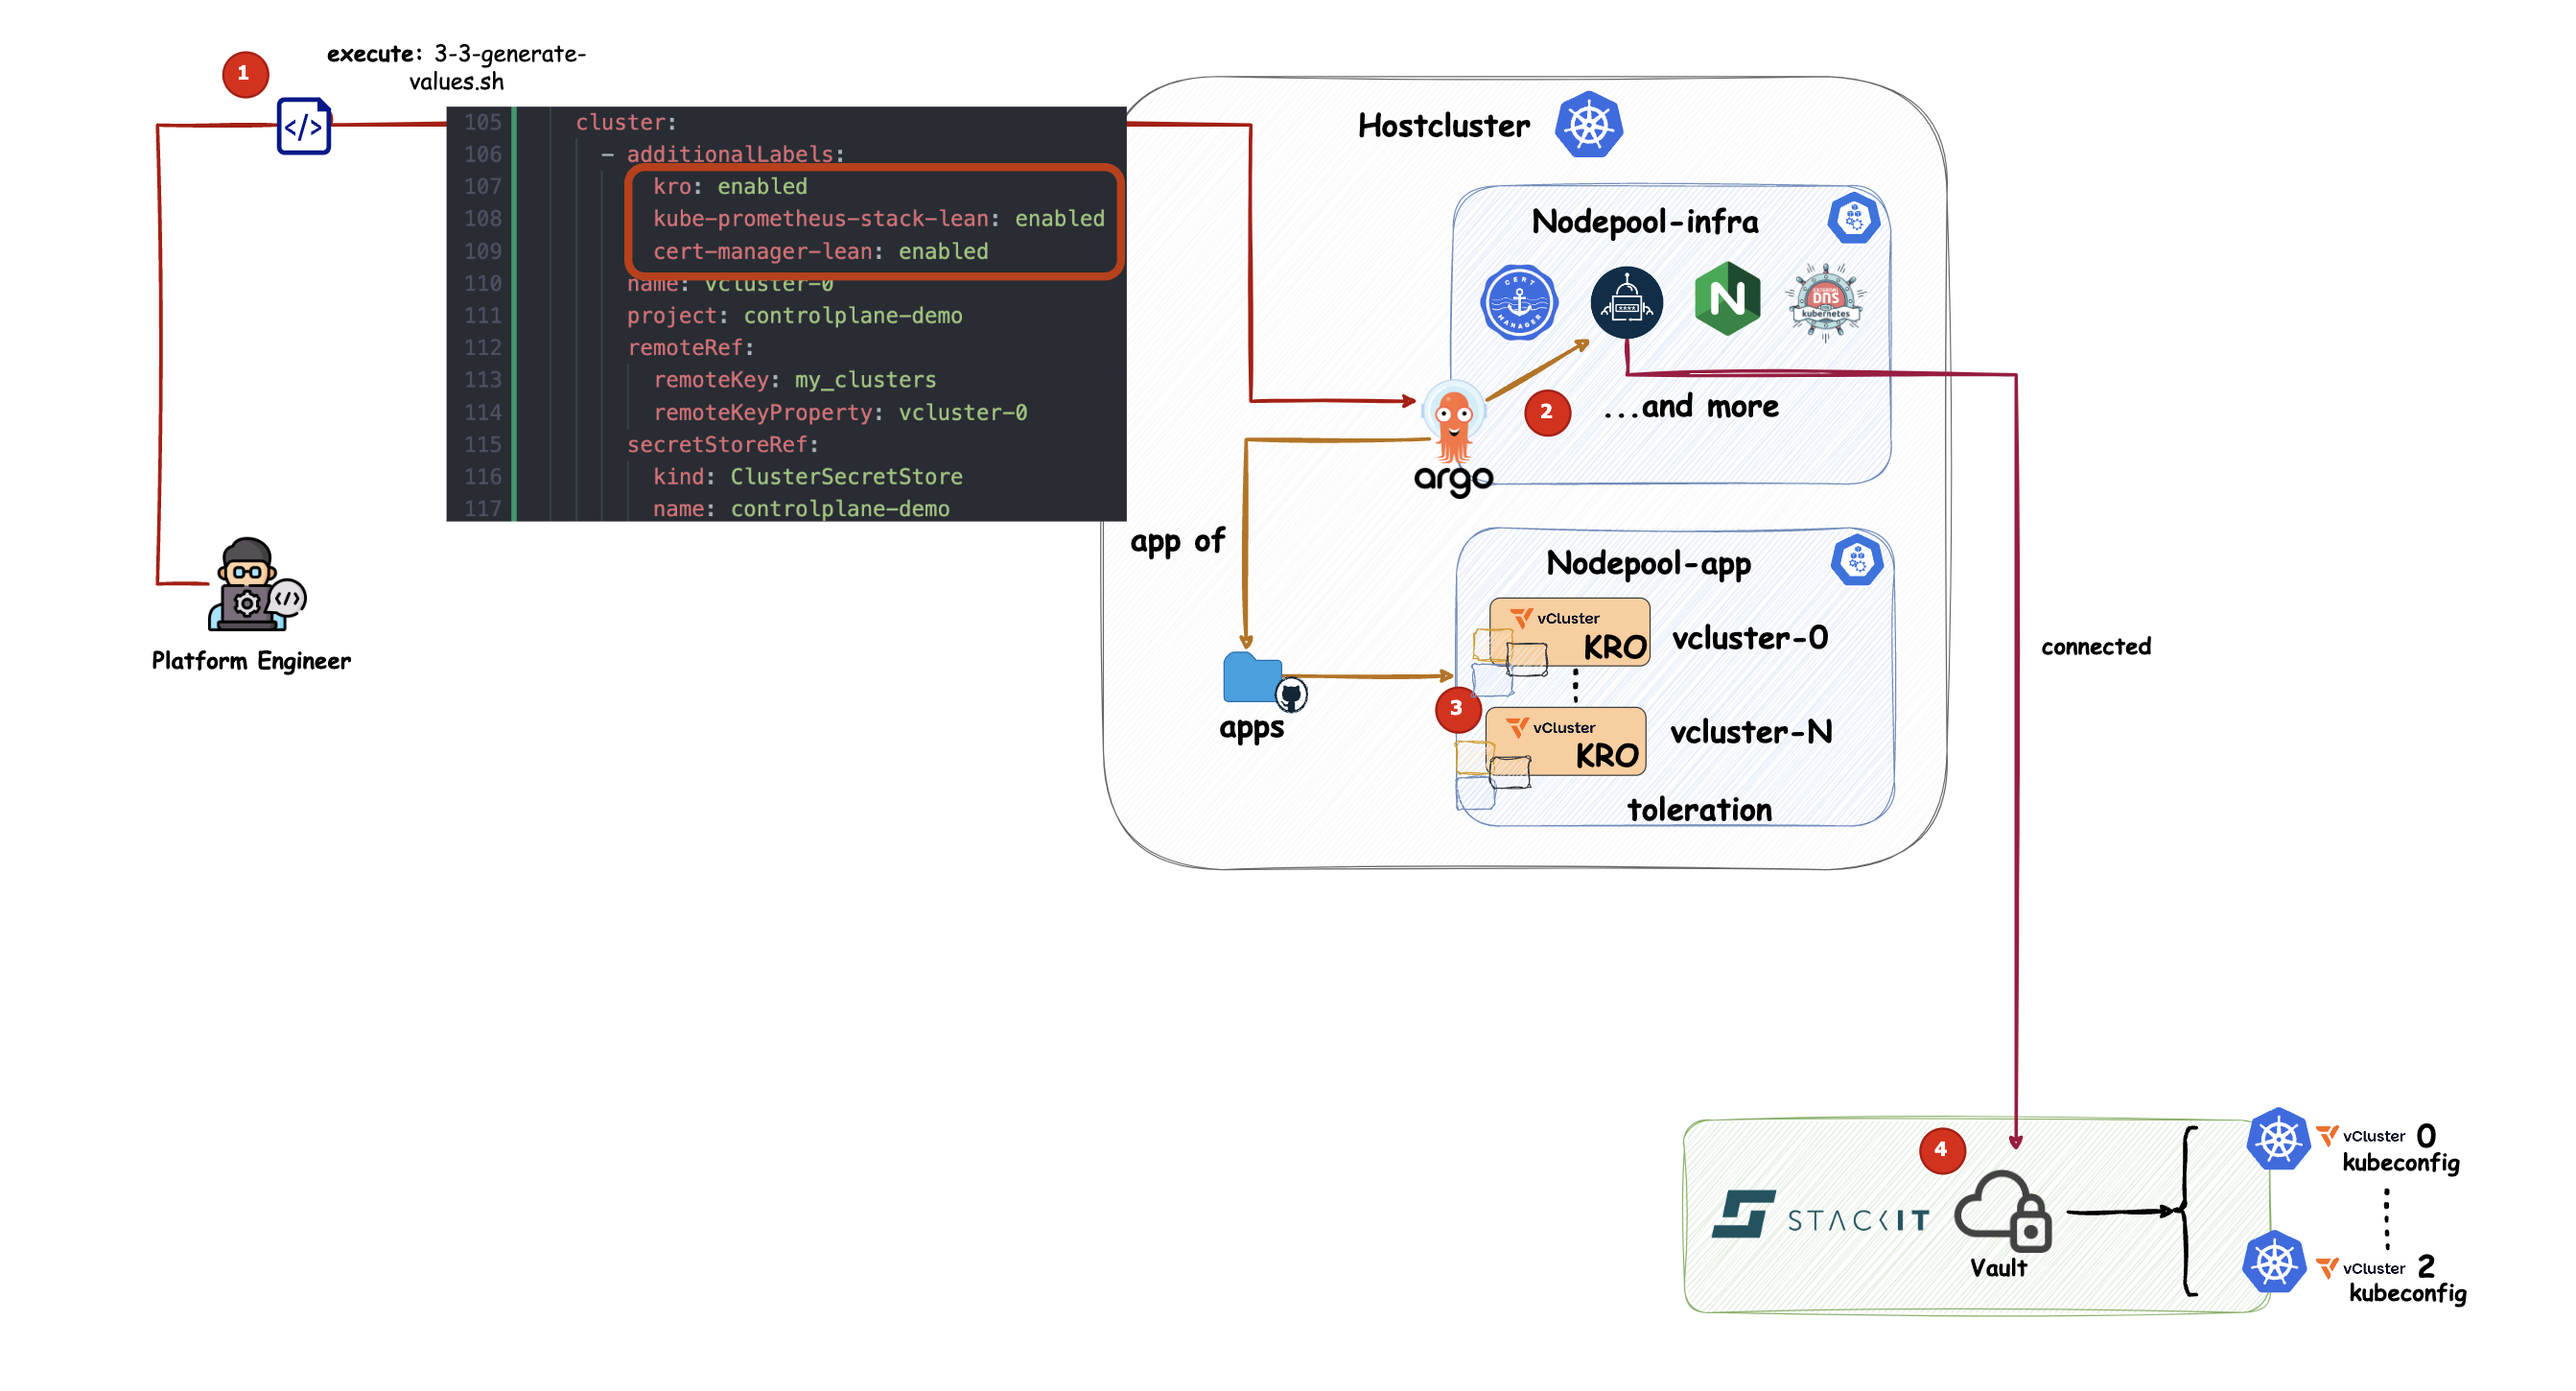 1
execute: 3-3-generate-
values.sh
105 cluster:
106 - additionalLabels:
107 kro: enabled
108 kube-prometheus-stack-lean: enabled
109 cert-manager-lean: enabled
110 name: vcluster-0
111 project: controlplane-demo
112 remoteRef:
113 remoteKey: my_clusters
114 remoteKeyProperty: vcluster-0
115 secretStoreRef:
116 kind: ClusterSecretStore
117 name: controlplane-demo
Platform Engineer
Hostcluster
Nodepool-infra
CERT
MANAGER
****
N
EXTERNAL
DNS
kubernetes
2
...and more
argo
app of
apps
Nodepool-app
vCluster
KRO
vcluster-0
3
vCluster
KRO
vcluster-N
toleration
connected
4
STACKIT
Vault
vCluster 0
kubeconfig
vCluster 2
kubeconfig